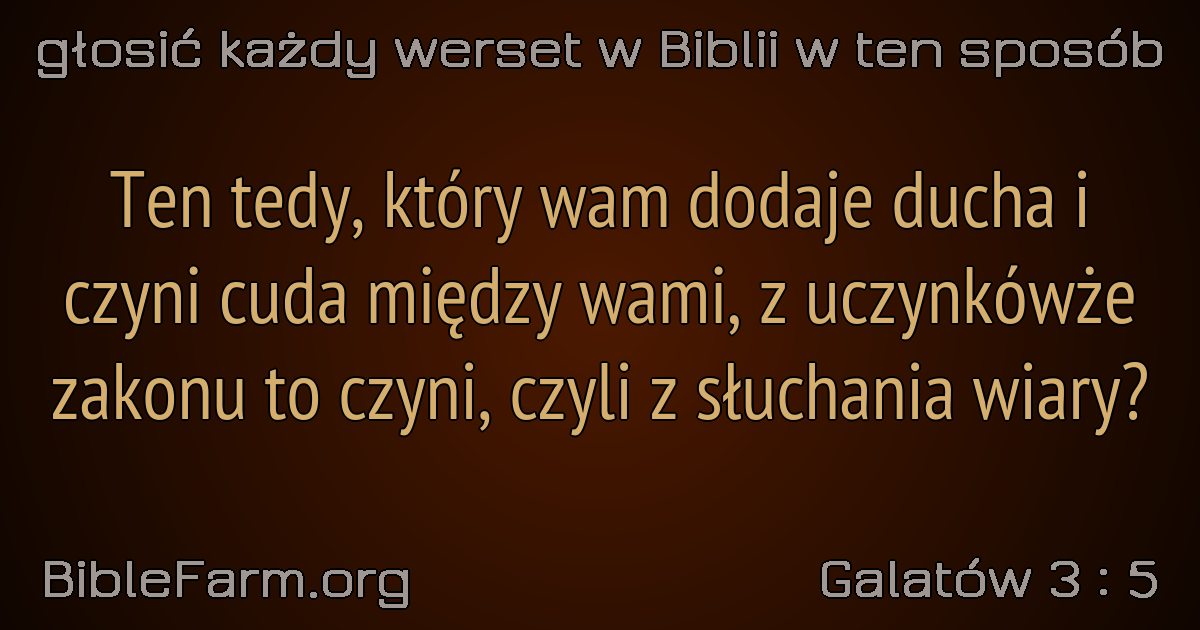 głosić każdy werset w Biblii w ten sposób
Ten tedy, który wam dodaje ducha i
czyni cuda między wami, z uczynkówże
zakonu to czyni, czyli z słuchania wiary?
BibleFarm.org
Galatów 3 : 5